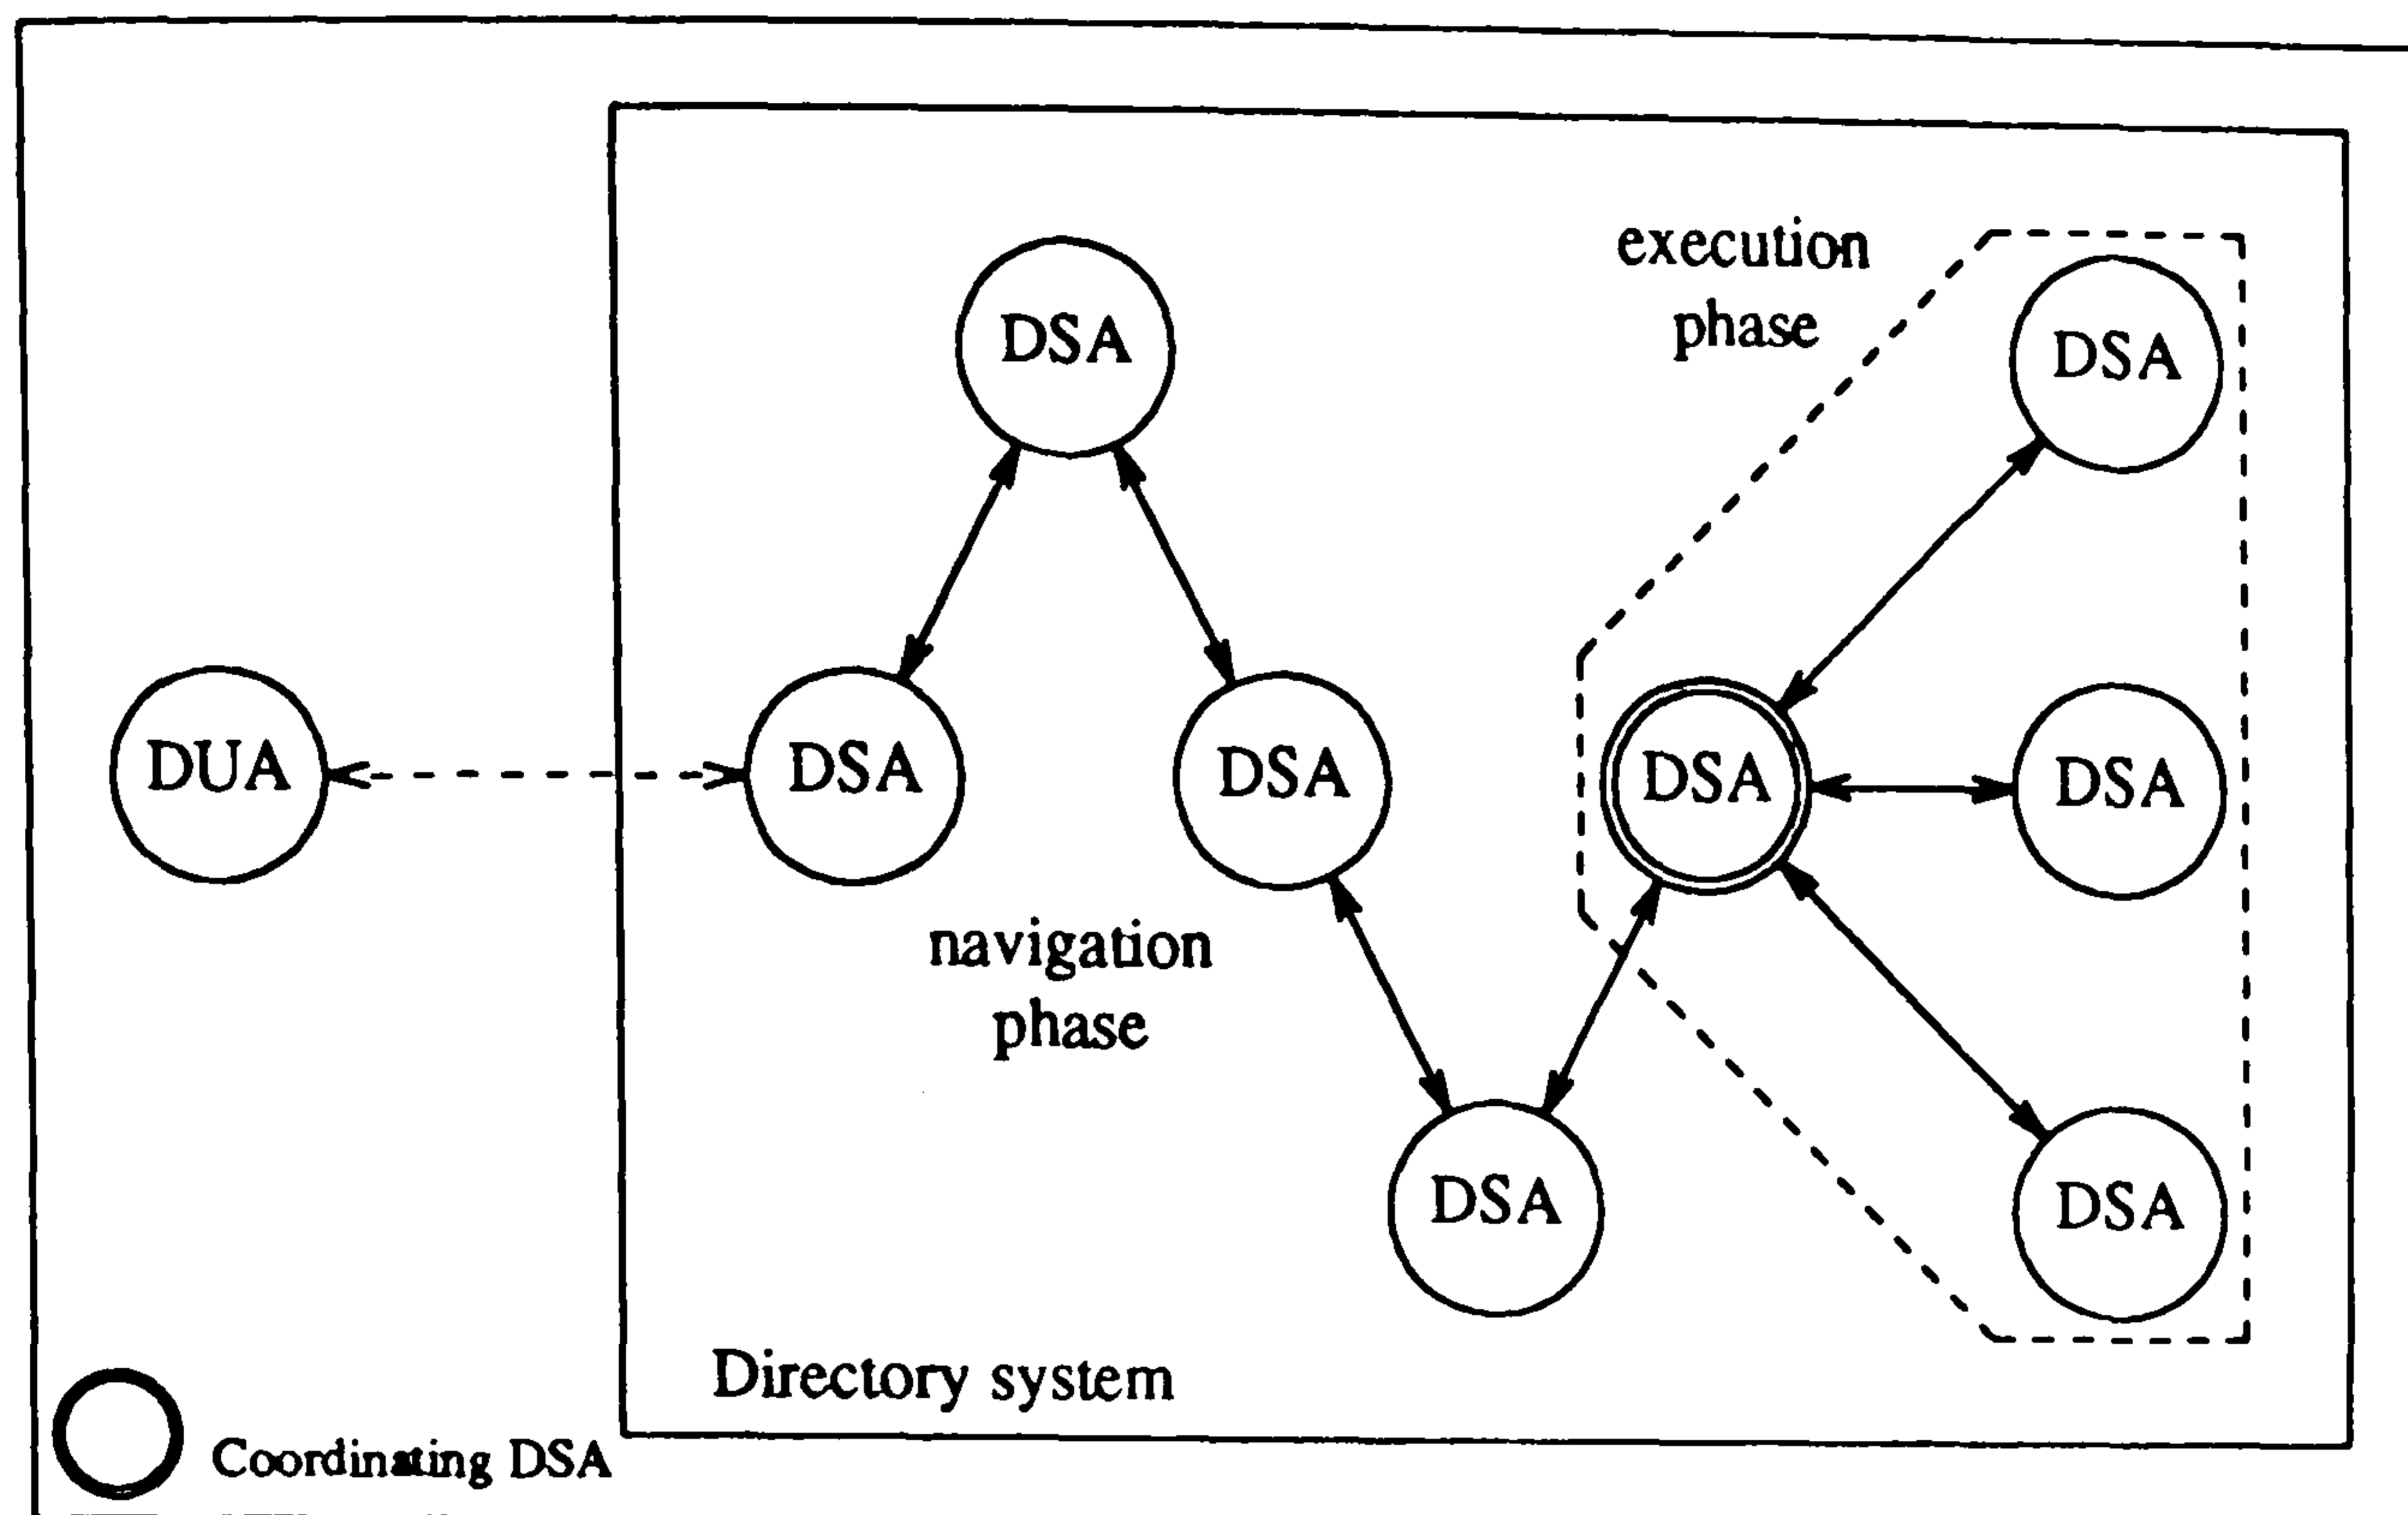 execution
phase
DSA
DSA
DUA
DSA
DSA
DSA
DSA
navigation
phase
DSA
DSA
Directory system
Coordinating DSA